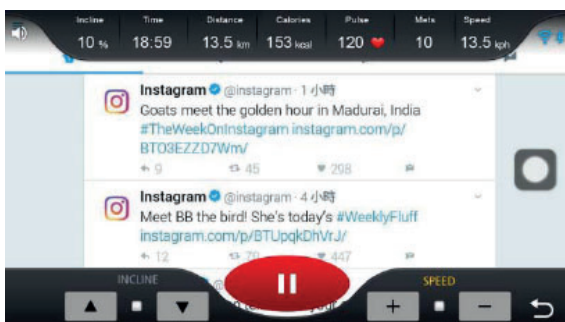 Incline Time Distance Calories Pulse Mets Speed
10 % 18:59 13.5 km 153 kcal 120 10 13.5 kph
Instagram @instagram · 1 小時
Goats meet the golden hour in Madurai, India
#TheWeekOnInstagram instagram.com/p/
BTO3EZZD7Wm/
9 45 298
Instagram @instagram · 4 小時
Meet BB the bird! She's today's #WeeklyFluff
instagram.com/p/BTUpqkDhVrJ/
12 447
INCLINE SPEED